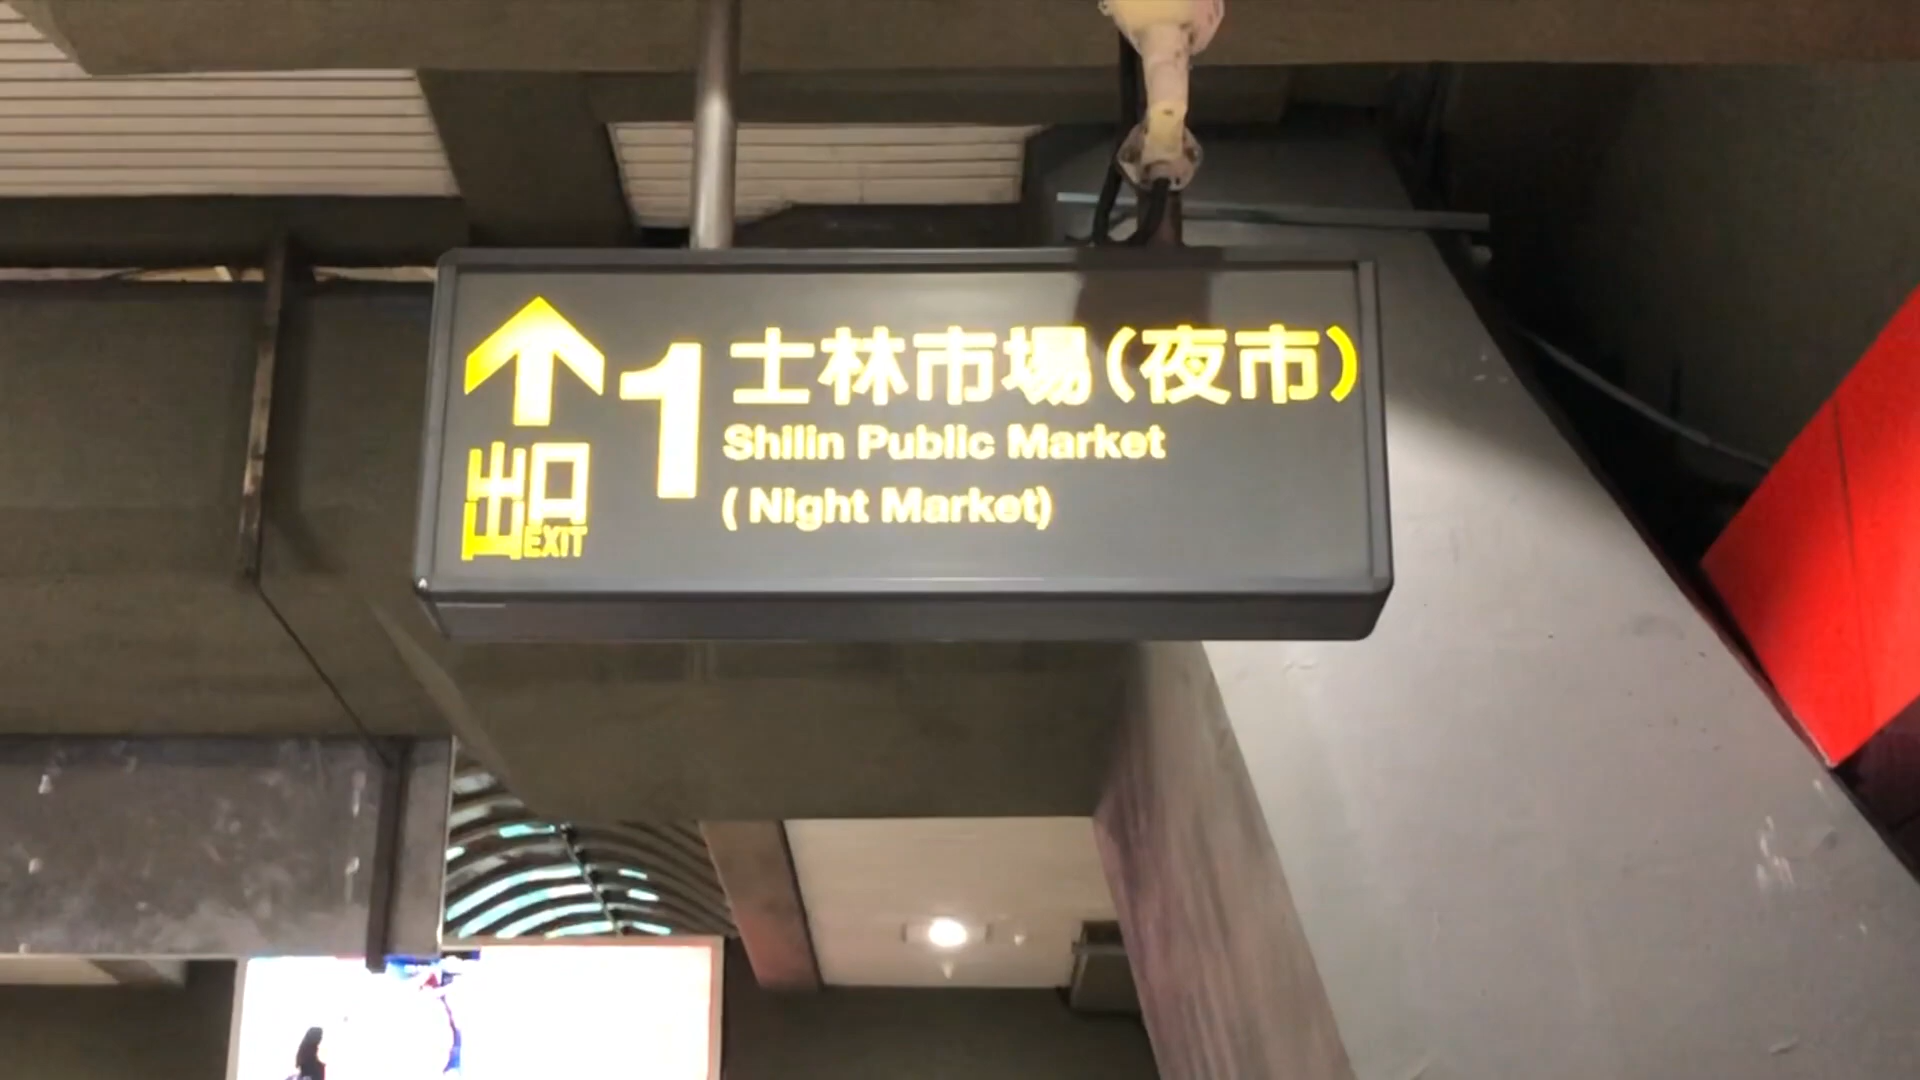 出口
EXIT
1
士林市場(夜市)
Shilin Public Market
( Night Market)